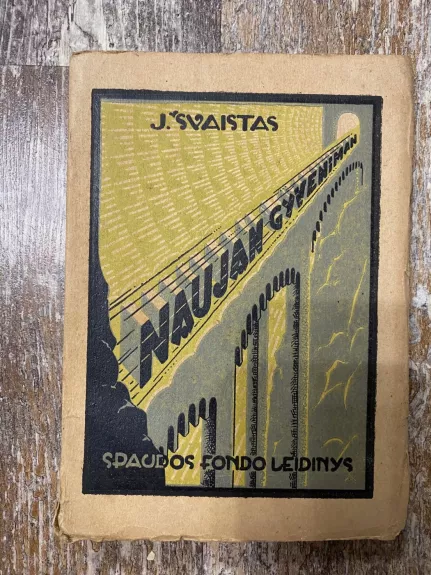 J. ŠVAISTAS
NAUJAN GYVENIMAN
SPAUDOS FONDO LEIDINYS